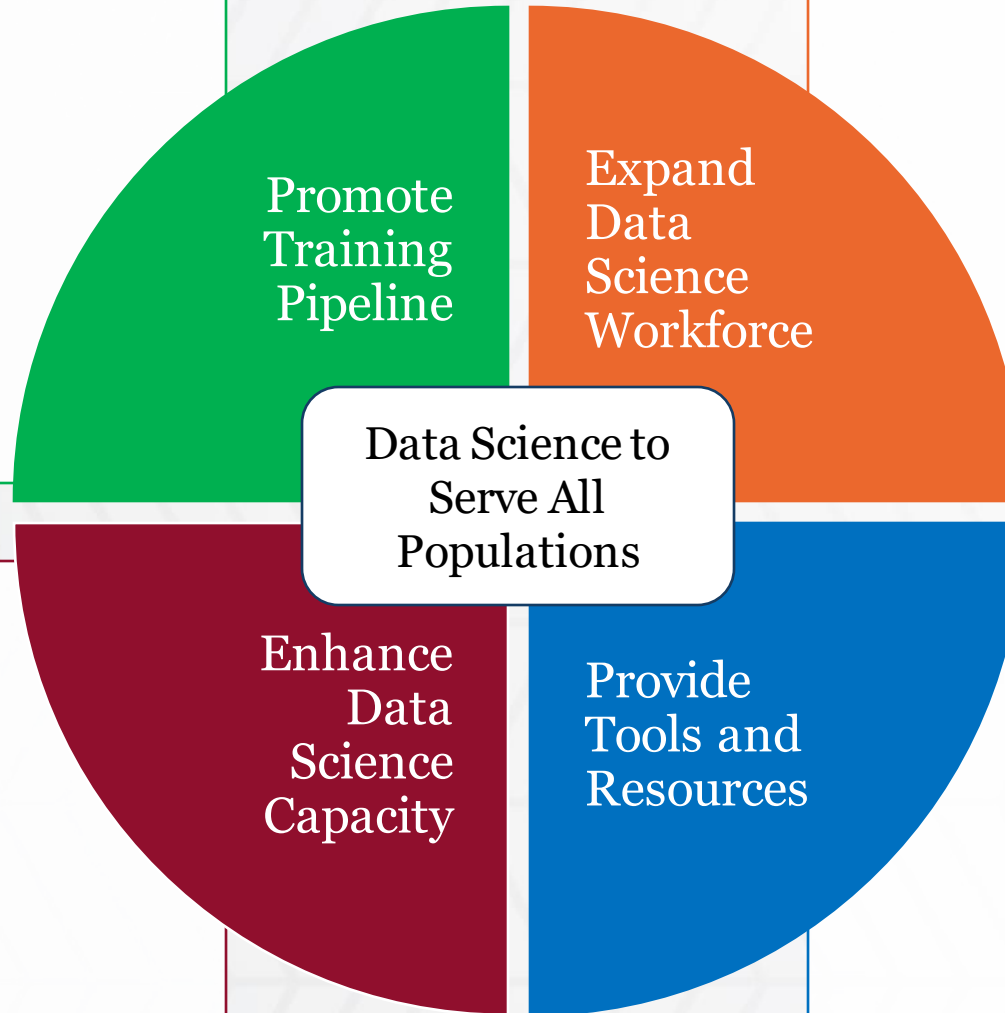 Promote
Training
Pipeline
Expand
Data
Science
Workforce
Data Science to
Serve All
Populations
Enhance
Data
Science
Capacity
Provide
Tools and
Resources